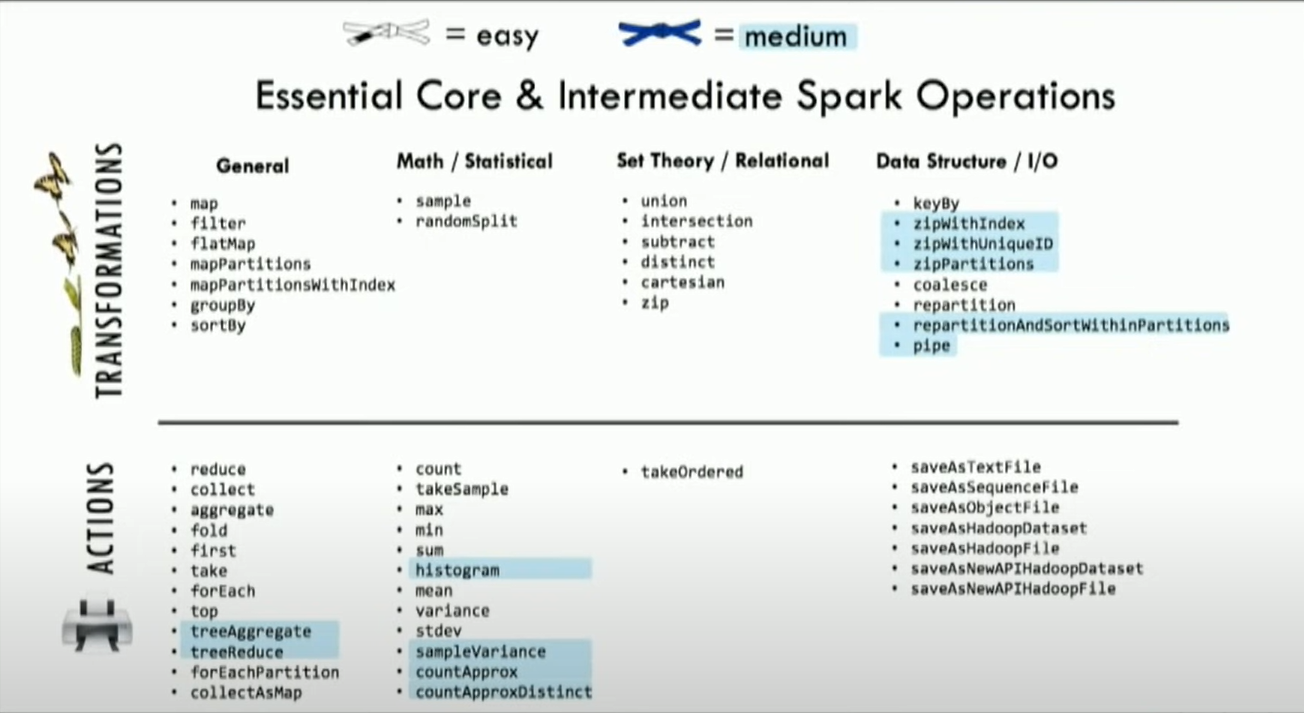 = easy
= medium
Essential Core & Intermediate Spark Operations
TRANSFORMATIONS
General
• map
• filter
• flatMap
• mapPartitions
• mapPartitionsWithIndex
• groupBy
• sortBy
Math / Statistical
• sample
• randomSplit
Set Theory / Relational
• union
• intersection
• subtract
• distinct
• cartesian
• zip
Data Structure / I/O
• keyBy
• zipWithIndex
• zipWithUniqueID
• zipPartitions
• coalesce
• repartition
• repartitionAndSortWithinPartitions
• pipe
ACTIONS
• reduce
• collect
• aggregate
• fold
• first
• take
• forEach
• top
• treeAggregate
• treeReduce
• forEachPartition
• collectAsMap
• count
• takeSample
• max
• min
• sum
• histogram
• mean
• variance
• stdev
• sampleVariance
• countApprox
• countApproxDistinct
• takeOrdered
• saveAsTextFile
• saveAsSequenceFile
• saveAsObjectFile
• saveAsHadoopDataset
• saveAsHadoopFile
• saveAsNewAPIHadoopDataset
• saveAsNewAPIHadoopFile